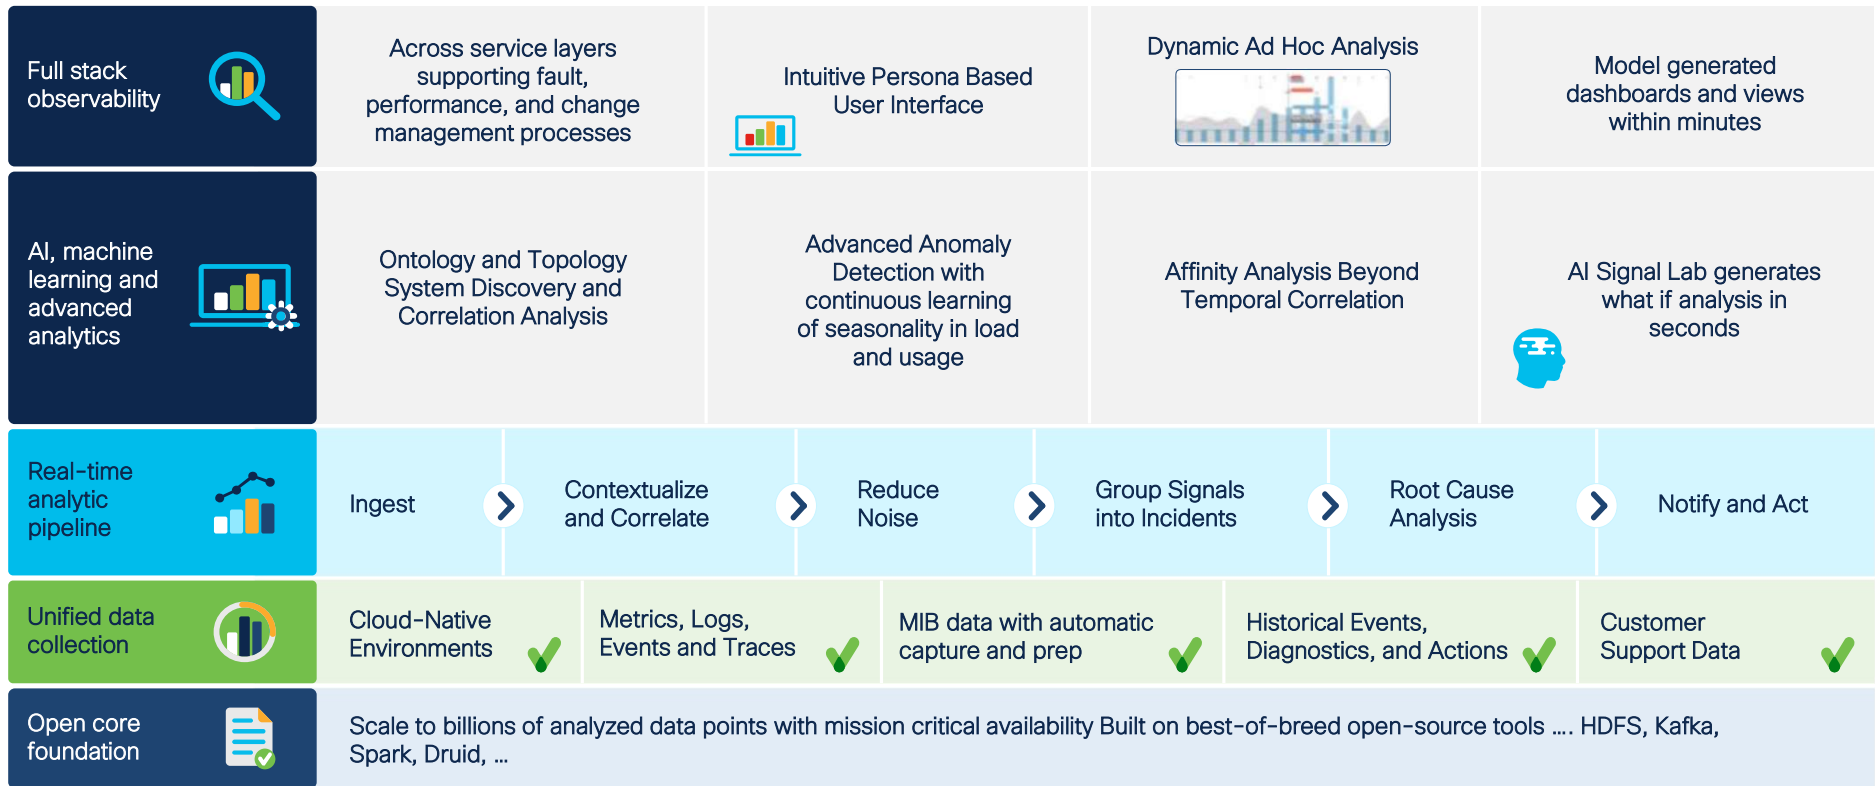 Full stack
observability
Across service layers
supporting fault,
performance, and change
management processes
Intuitive Persona Based
User Interface
Dynamic Ad Hoc Analysis
Model generated
dashboards and views
within minutes
AI, machine
learning and
advanced
analytics
Ontology and Topology
System Discovery and
Correlation Analysis
Advanced Anomaly
Detection with
continuous learning
of seasonality in load
and usage
Affinity Analysis Beyond
Temporal Correlation
AI Signal Lab generates
what if analysis in
seconds
Real-time
analytic
pipeline
Ingest
Contextualize
and Correlate
Reduce
Noise
Group Signals
into Incidents
Root Cause
Analysis
Notify and Act
Unified data
collection
Cloud-Native
Environments
Metrics, Logs,
Events and Traces
MIB data with automatic
capture and prep
Historical Events,
Diagnostics, and Actions
Customer
Support Data
Open core
foundation
Scale to billions of analyzed data points with mission critical availability Built on best-of-breed open-source tools .... HDFS, Kafka,
Spark, Druid, ...